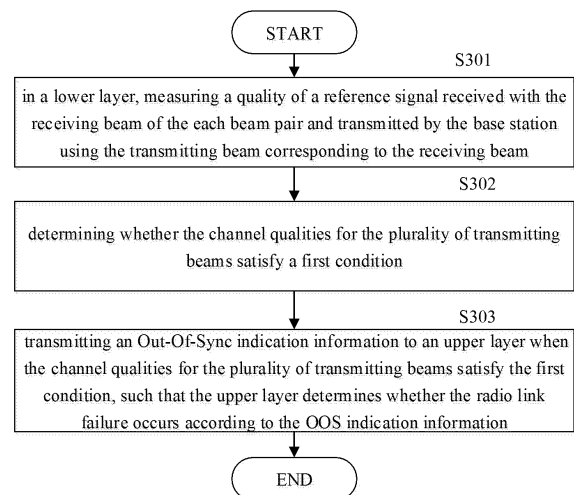 START
S301
in a lower layer, measuring a quality of a reference signal received with the
receiving beam of the each beam pair and transmitted by the base station
using the transmitting beam corresponding to the receiving beam
S302
determining whether the channel qualities for the plurality of transmitting
beams satisfy a first condition
S303
transmitting an Out-Of-Sync indication information to an upper layer when
the channel qualities for the plurality of transmitting beams satisfy the first
condition, such that the upper layer determines whether the radio link
failure occurs according to the OOS indication information
END